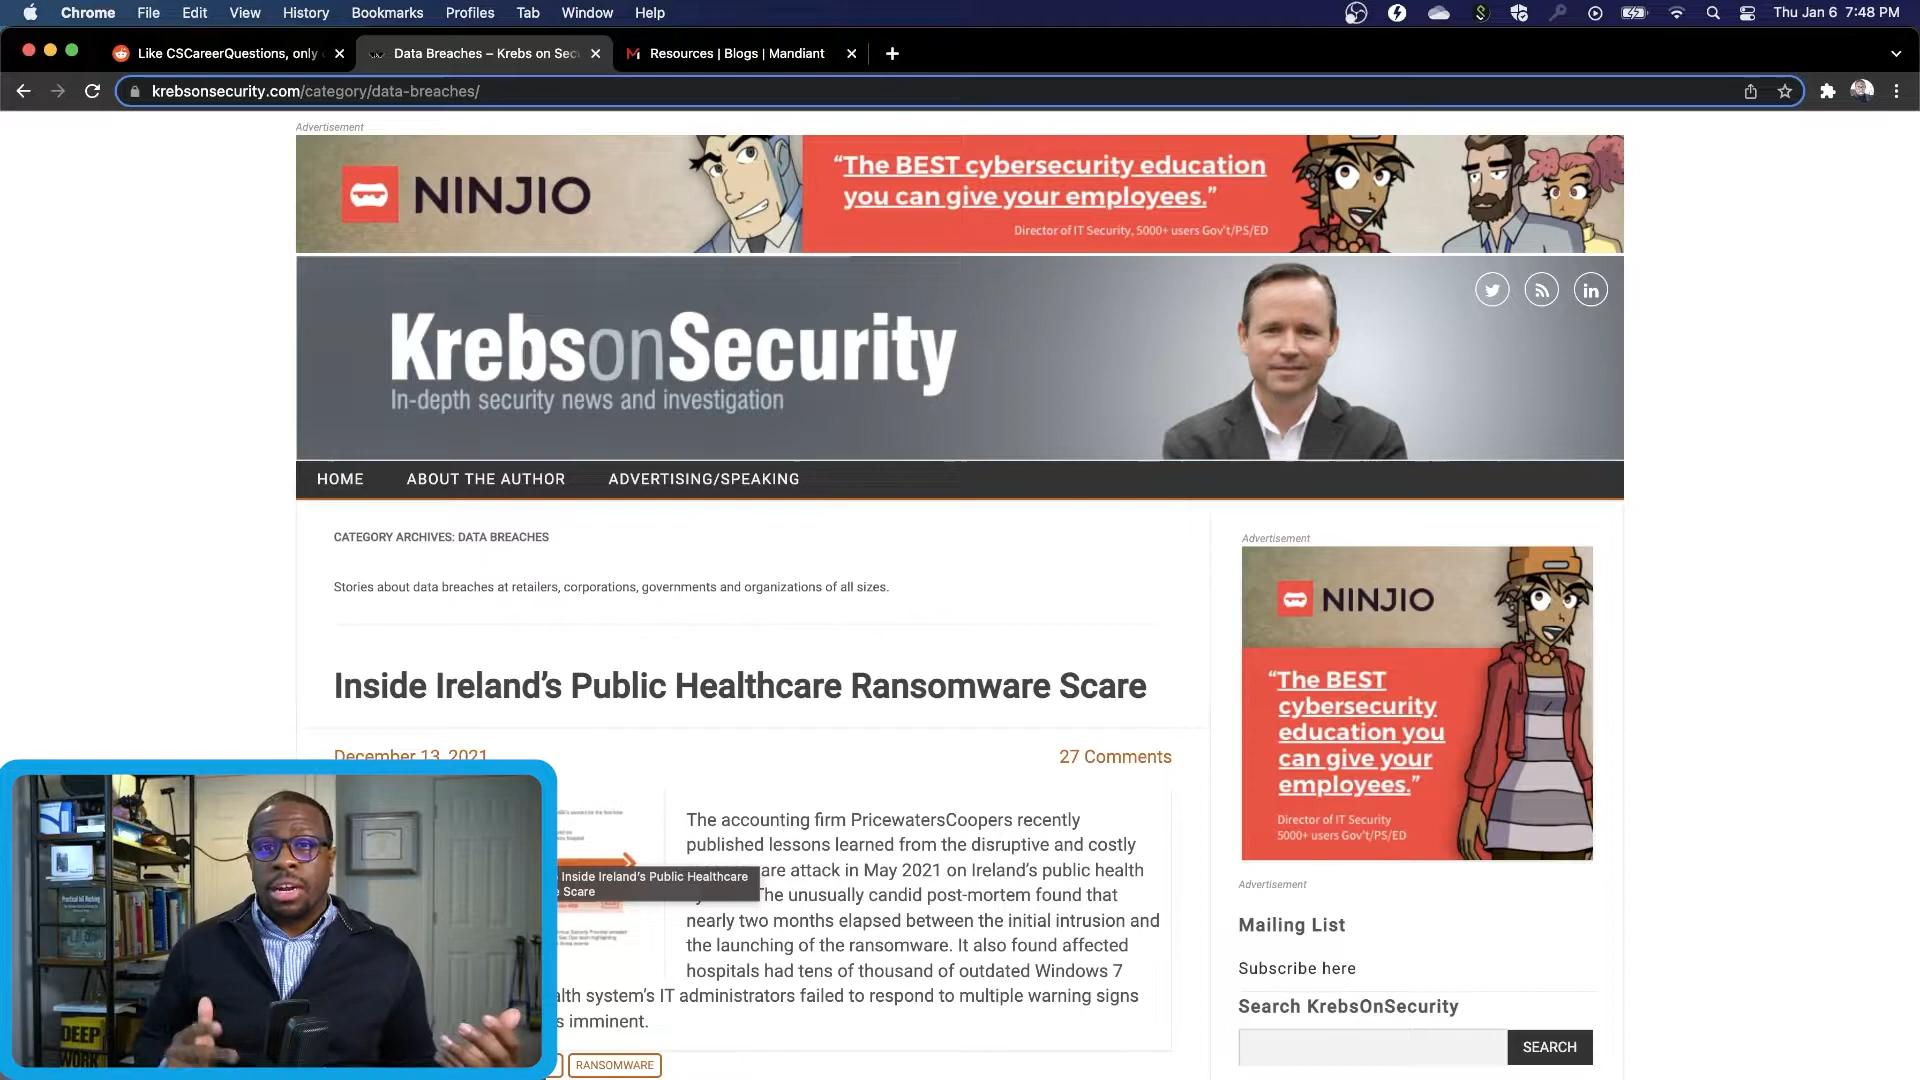 Chrome File Edit View History Bookmarks Profiles Tab Window Help
Thu Jan 6 7:48 PM
Like CSCareerQuestions, only
Data Breaches – Krebs on Sec
Resources | Blogs | Mandiant
krebsonsecurity.com/category/data-breaches/
Advertisement
NINJIO
“The BEST cybersecurity education
you can give your employees.”
Director of IT Security, 5000+ users Gov't/PS/ED
KrebsonSecurity
In-depth security news and investigation
HOME ABOUT THE AUTHOR ADVERTISING/SPEAKING
CATEGORY ARCHIVES: DATA BREACHES
Stories about data breaches at retailers, corporations, governments and organizations of all sizes.
Inside Ireland’s Public Healthcare Ransomware Scare
December 13, 2021
27 Comments
The accounting firm PricewatersCoopers recently
published lessons learned from the disruptive and costly
are attack in May 2021 on Ireland’s public health
The unusually candid post-mortem found that
nearly two months elapsed between the initial intrusion and
the launching of the ransomware. It also found affected
hospitals had tens of thousand of outdated Windows 7
alth system’s IT administrators failed to respond to multiple warning signs
s imminent.
Inside Ireland’s Public Healthcare
e Scare
RANSOMWARE
DEEP
WORK
Advertisement
NINJIO
“The BEST
cybersecurity
education you
can give your
employees.”
Director of IT Security
5000+ users Gov't/PS/ED
Advertisement
Mailing List
Subscribe here
Search KrebsOnSecurity
SEARCH